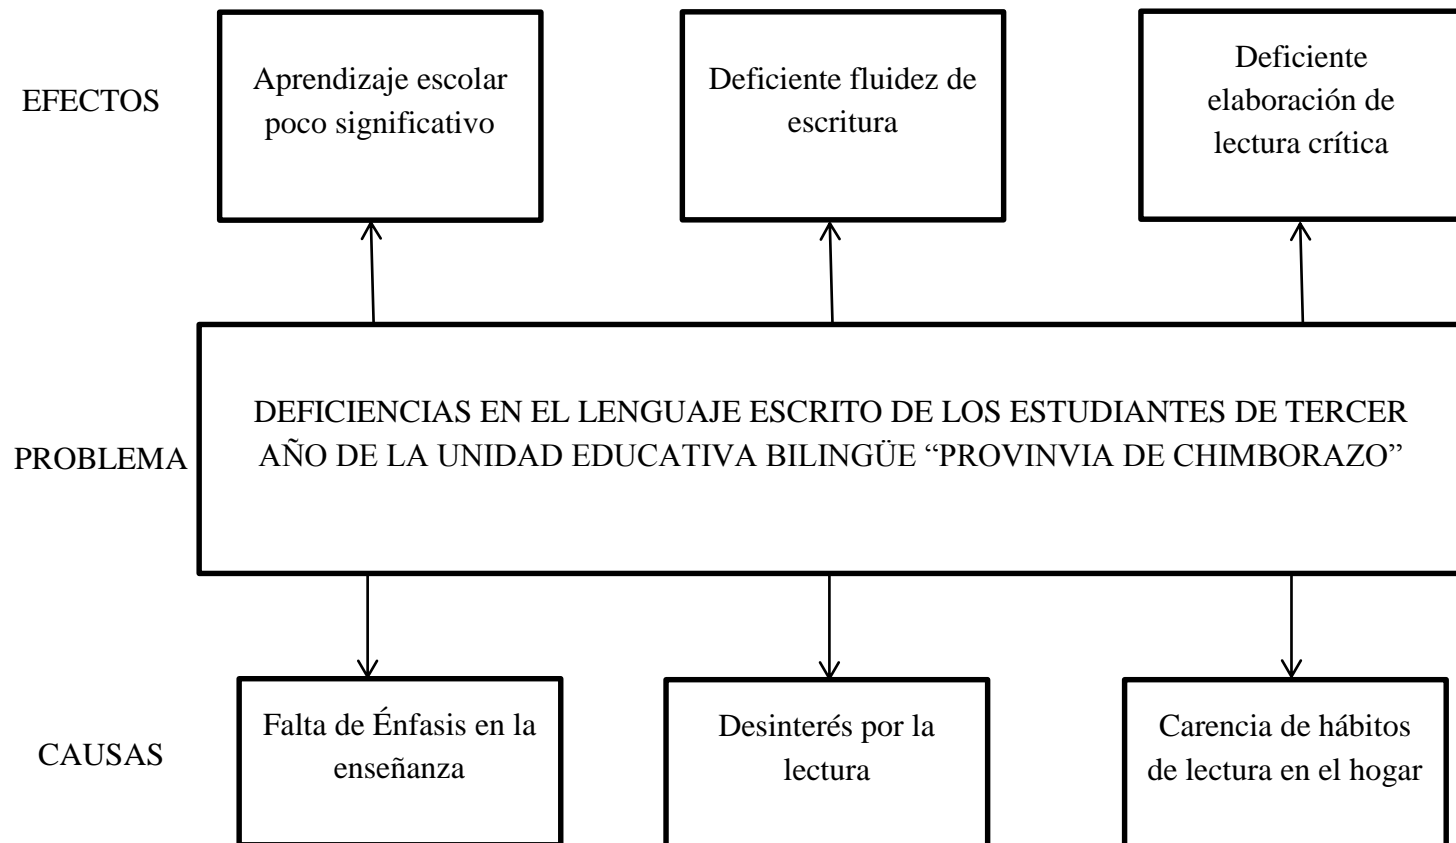 EFECTOS
Aprendizaje escolar
poco significativo
Deficiente fluidez de
escritura
Deficiente
elaboración de
lectura crítica
PROBLEMA
DEFICIENCIAS EN EL LENGUAJE ESCRITO DE LOS ESTUDIANTES DE TERCER
AÑO DE LA UNIDAD EDUCATIVA BILINGÜE “PROVINVIA DE CHIMBORAZO”
CAUSAS
Falta de Énfasis en la
enseñanza
Desinterés por la
lectura
Carencia de hábitos
de lectura en el hogar